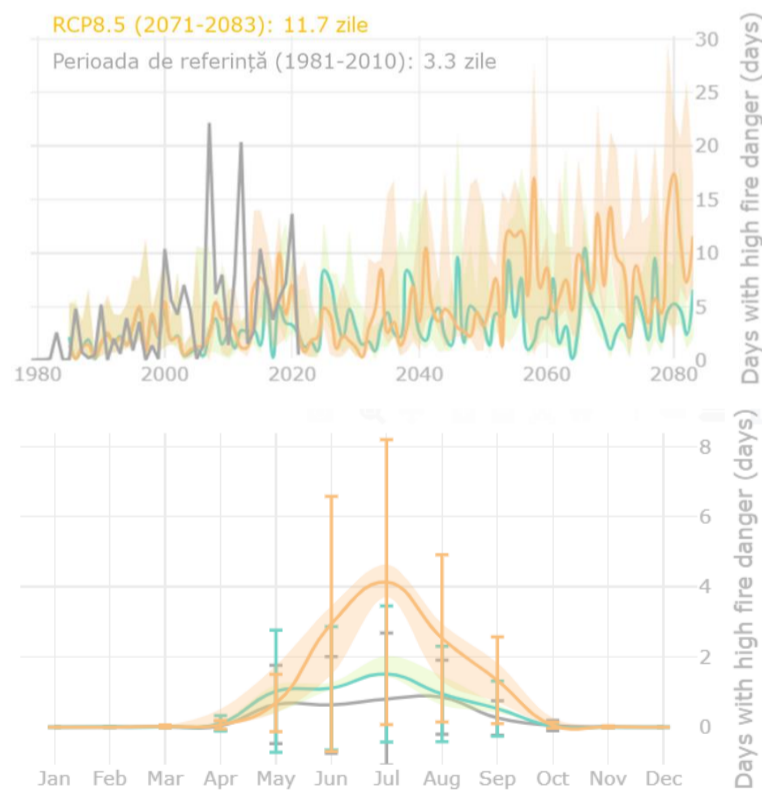 RCP8.5 (2071-2083): 11.7 zile
Perioada de referință (1981-2010): 3.3 zile
30
25
20
15
10
5
0
Days with high fire danger (days)
1980 2000 2020 2040 2060 2080
8
6
4
2
0
Days with high fire danger (days)
Jan Feb Mar Apr May Jun Jul Aug Sep Oct Nov Dec